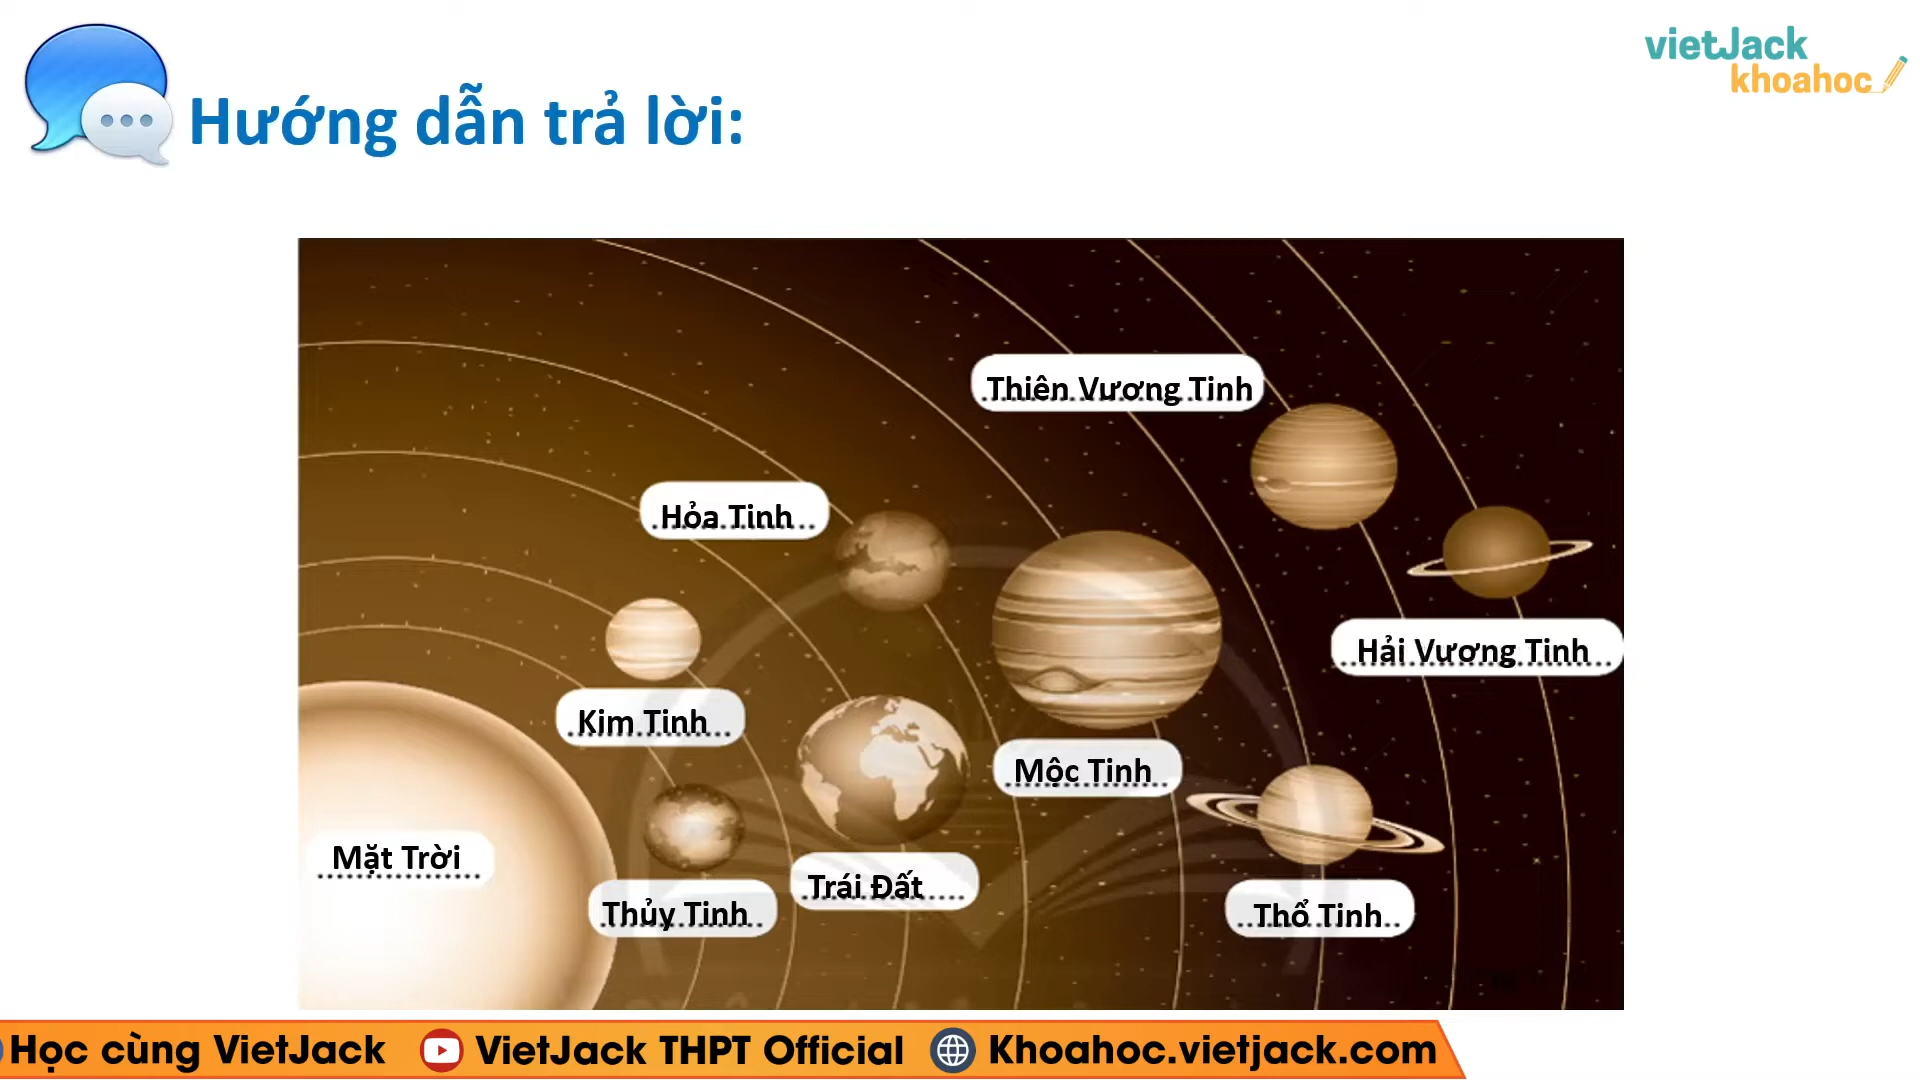 vietJack
khoahoc
Hướng dẫn trả lời:
Thiên Vương Tinh
Hỏa Tinh
Hải Vương Tinh
Kim Tinh
Mộc Tinh
Mặt Trời
Trái Đất
Thủy Tinh
Thổ Tinh
Học cùng VietJack
VietJack THPT Official
Khoahoc.vietjack.com